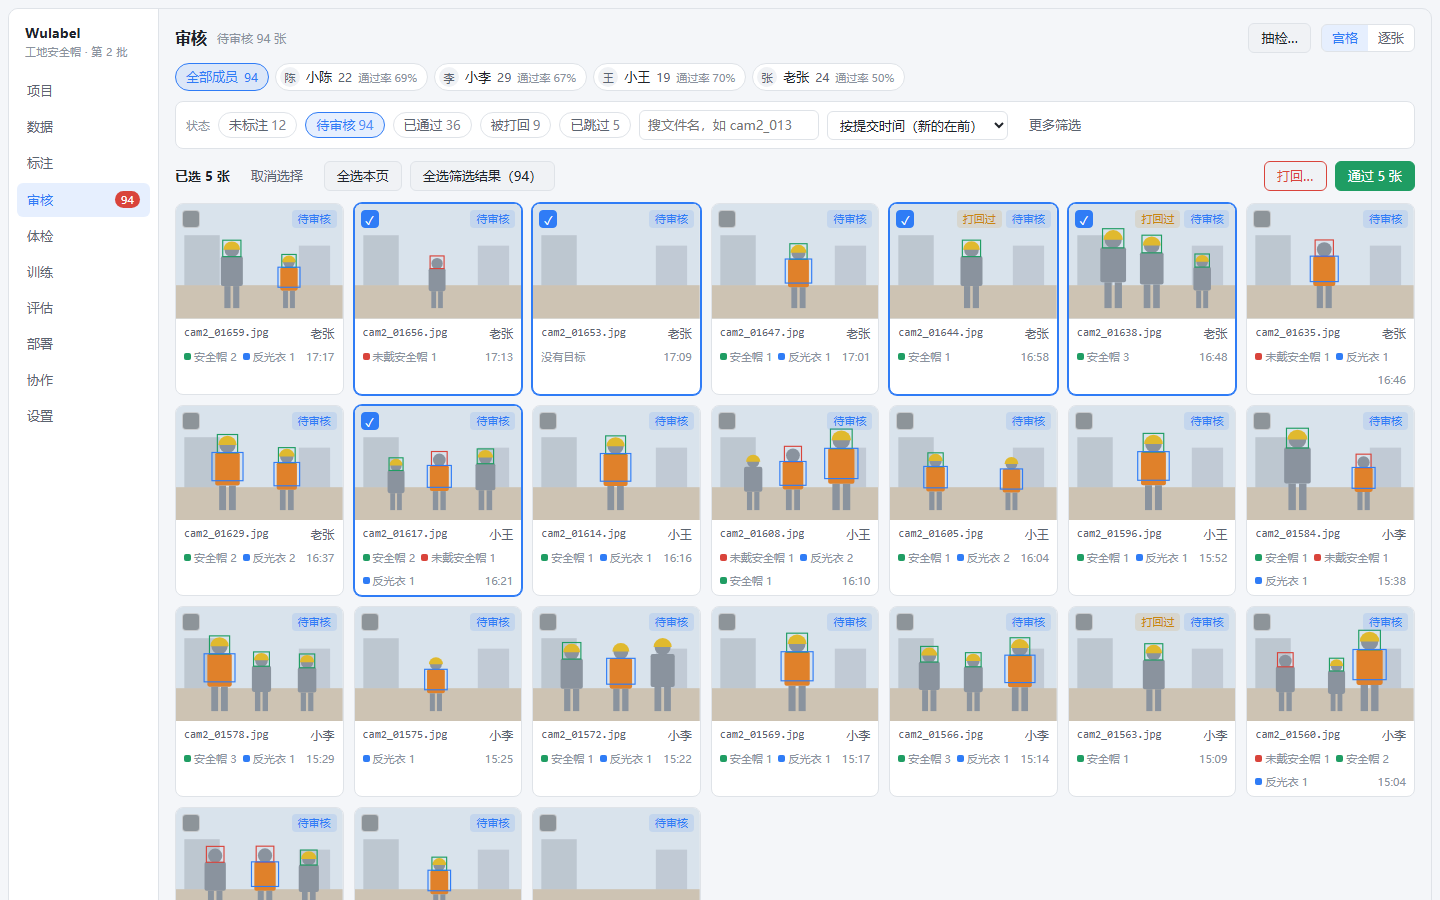 Wulabel
工地安全帽 · 第 2 批
项目
数据
标注
审核 94
体检
训练
评估
部署
协作
设置
审核 待审核 94 张
抽检... 宫格 逐张
全部成员 94 陈 小陈 22 通过率 69% 李 小李 29 通过率 67% 王 小王 19 通过率 70% 张 老张 24 通过率 50%
状态 未标注 12 待审核 94 已通过 36 被打回 9 已跳过 5 搜文件名，如 cam2_013 按提交时间（新的在前） 更多筛选
已选 5 张 取消选择 全选本页 全选筛选结果（94） 打回... 通过 5 张
待审核 待审核 待审核 待审核 打回过 待审核 打回过 待审核 待审核
cam2_01659.jpg 老张 cam2_01656.jpg 老张 cam2_01653.jpg 老张 cam2_01647.jpg 老张 cam2_01644.jpg 老张 cam2_01638.jpg 老张 cam2_01635.jpg 老张
安全帽 2 反光衣 1 17:17 未戴安全帽 1 17:13 没有目标 17:09 安全帽 1 反光衣 1 17:01 安全帽 1 16:58 安全帽 3 16:48 未戴安全帽 1 反光衣 1
16:46
待审核 待审核 待审核 待审核 待审核 待审核 待审核
cam2_01629.jpg 老张 cam2_01617.jpg 小王 cam2_01614.jpg 小王 cam2_01608.jpg 小王 cam2_01605.jpg 小王 cam2_01596.jpg 小王 cam2_01584.jpg 小李
安全帽 2 反光衣 2 16:37 安全帽 2 未戴安全帽 1 安全帽 1 反光衣 1 16:16 未戴安全帽 1 反光衣 2 安全帽 1 反光衣 2 16:04 安全帽 1 反光衣 1 15:52 安全帽 1 未戴安全帽 1
反光衣 1 16:21 安全帽 1 16:10 反光衣 1 15:38
待审核 待审核 待审核 待审核 待审核 打回过 待审核 待审核
cam2_01578.jpg 小李 cam2_01575.jpg 小李 cam2_01572.jpg 小李 cam2_01569.jpg 小李 cam2_01566.jpg 小李 cam2_01563.jpg 小李 cam2_01560.jpg 小李
安全帽 3 反光衣 1 15:29 反光衣 1 15:25 安全帽 1 反光衣 1 15:22 安全帽 1 反光衣 1 15:17 安全帽 3 反光衣 1 15:14 安全帽 1 15:09 未戴安全帽 1 安全帽 2
反光衣 1 15:04
待审核 待审核 待审核